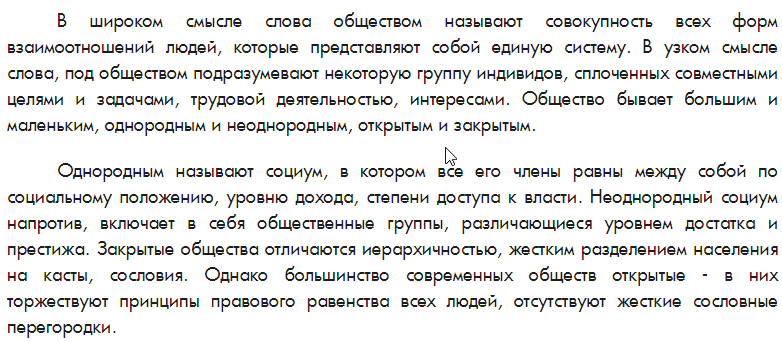 В широком смысле слова обществом называют совокупность всех форм
взаимоотношений людей, которые представляют собой единую систему. В узком смысле
слова, под обществом подразумевают некоторую группу индивидов, сплоченных совместными
целями и задачами, трудовой деятельностью, интересами. Общество бывает большим и
маленьким, однородным и неоднородным, открытым и закрытым.
Однородным называют социум, в котором все его члены равны между собой по
социальному положению, уровню дохода, степени доступа к власти. Неоднородный социум
напротив, включает в себя общественные группы, различающиеся уровнем достатка и
престижа. Закрытые общества отличаются иерархичностью, жестким разделением населения
на касты, сословия. Однако большинство современных обществ открытые - в них
торжествуют принципы правового равенства всех людей, отсутствуют жесткие сословные
перегородки.